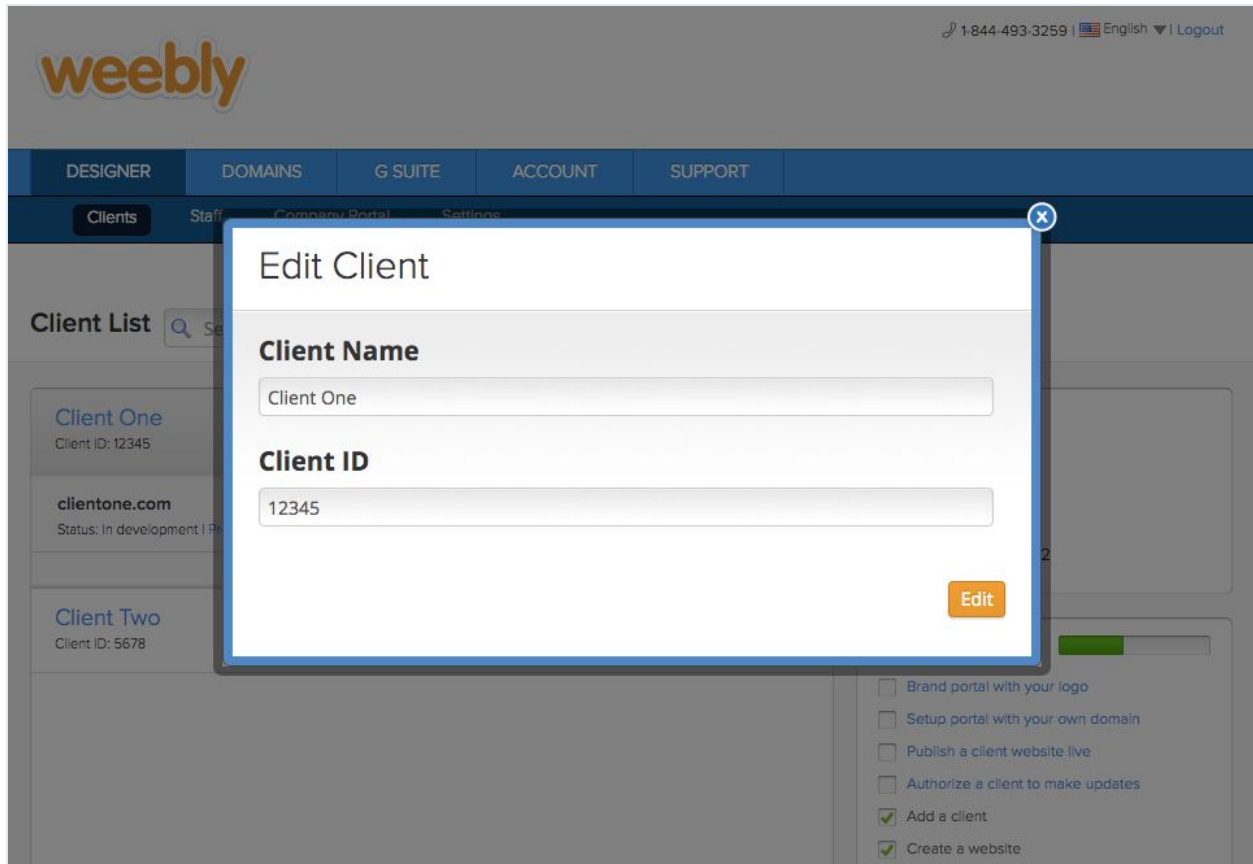 1-844-493-3259 | English | Logout
weebly
DESIGNER DOMAINS G SUITE ACCOUNT SUPPORT
Clients Staff Company Portal Settings
Edit Client
Client List
Client Name
Client One
Client One
Client ID: 12345
Client ID
12345
clientone.com
Status: In development |
Edit
Client Two
Client ID: 5678
Brand portal with your logo
Setup portal with your own domain
Publish a client website live
Authorize a client to make updates
Add a client
Create a website